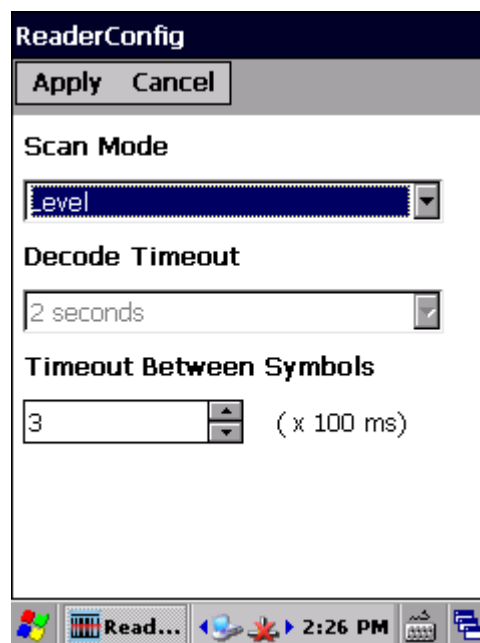 ReaderConfig
Apply Cancel
Scan Mode
Level
Decode Timeout
2 seconds
Timeout Between Symbols
3 ( x 100 ms)
Read... 2:26 PM